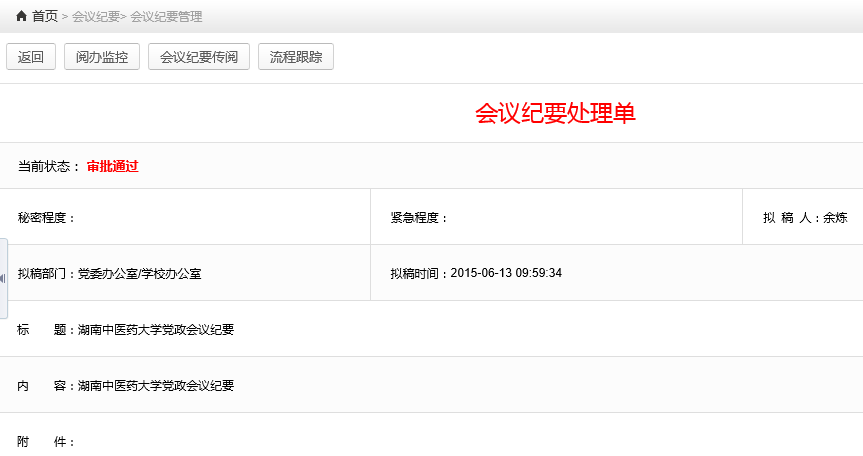 首页 > 会议纪要> 会议纪要管理
返回 阅办监控 会议纪要传阅 流程跟踪
会议纪要处理单
当前状态： 审批通过
秘密程度： 紧急程度： 拟 稿 人：余炼
拟稿部门：党委办公室/学校办公室 拟稿时间：2015-06-13 09:59:34
标 题：湖南中医药大学党政会议纪要
内 容：湖南中医药大学党政会议纪要
附 件：